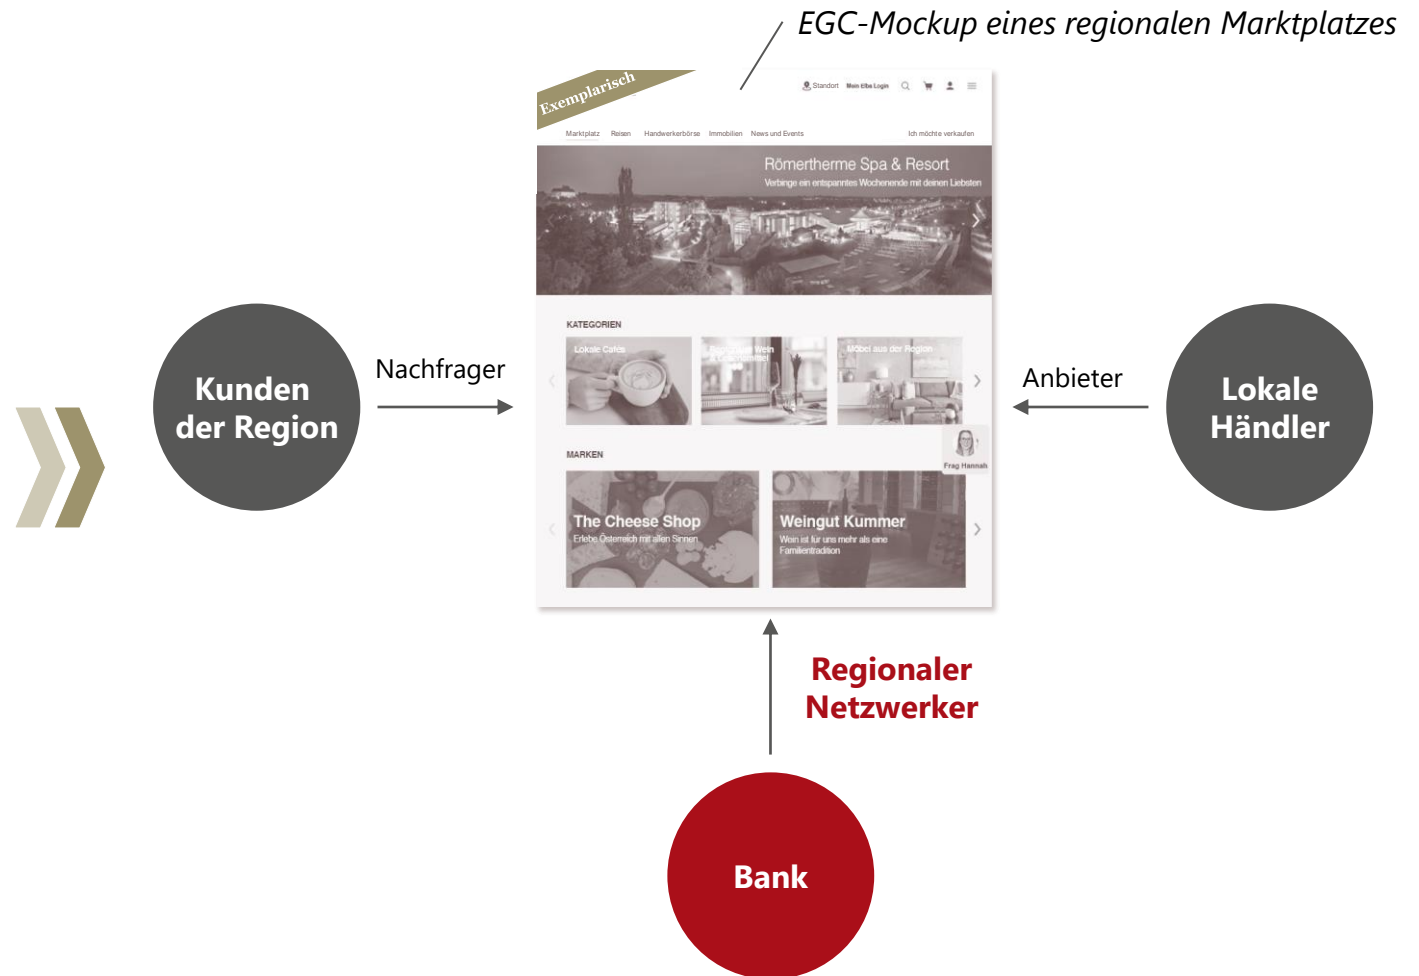 EGC-Mockup eines regionalen Marktplatzes
Exemplarisch
Standort Mein Elba Login
Marktplatz Reisen Handwerkerbörse Immobilien News und Events Ich möchte verkaufen
Römertherme Spa & Resort
Verbinge ein entspanntes Wochenende mit deinen Liebsten
KATEGORIEN
Lokale Cafés
Wein
Möbel aus der Region
Nachfrager
Kunden
der Region
Anbieter
Lokale
Händler
MARKEN
Frag Hannah
The Cheese Shop
Erlebe Österreich mit allen Sinnen
Weingut Kummer
Wein ist für uns mehr als eine
Familientradition
Regionaler
Netzwerker
Bank